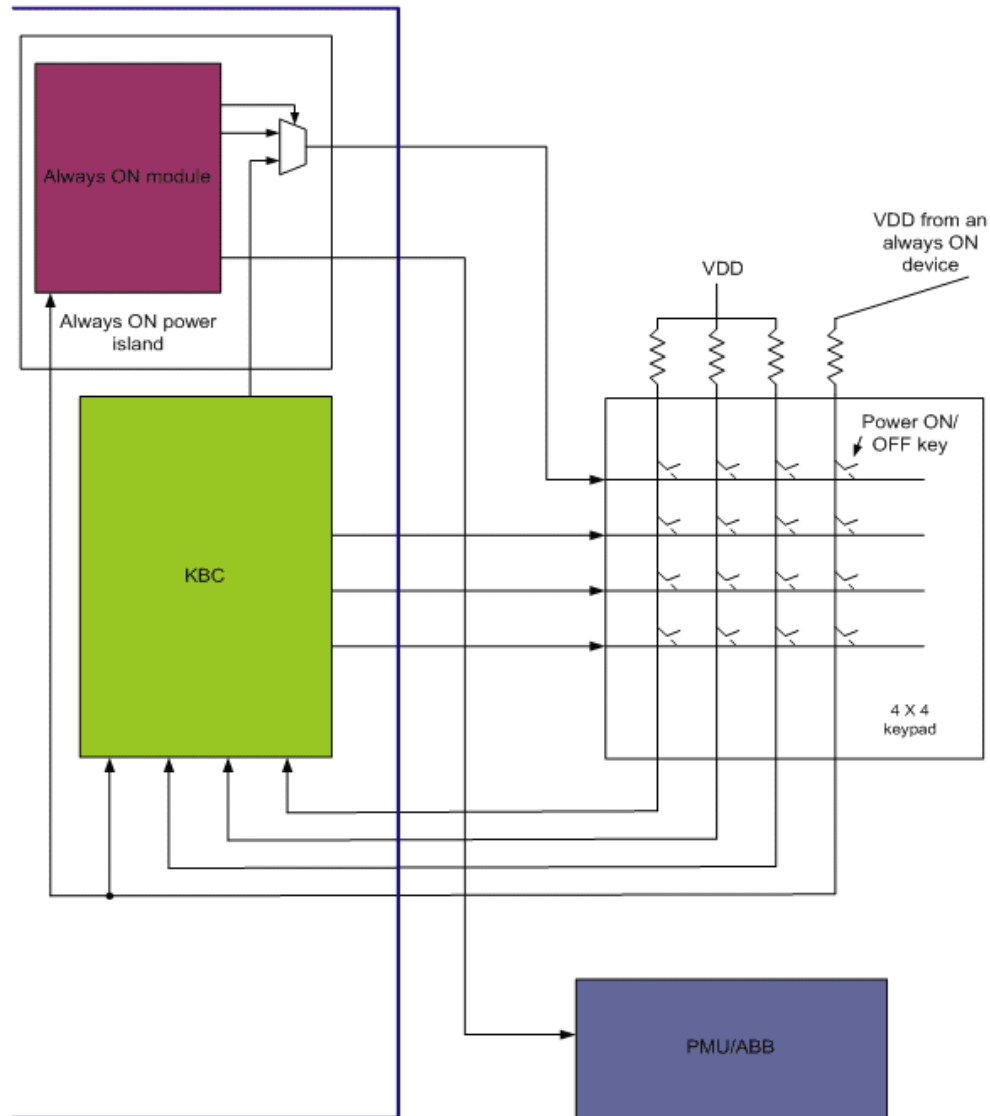 Always ON module
Always ON power
island
VDD from an
always ON
device
VDD
Power ON/
OFF key
KBC
4 X 4
keypad
PMU/ABB